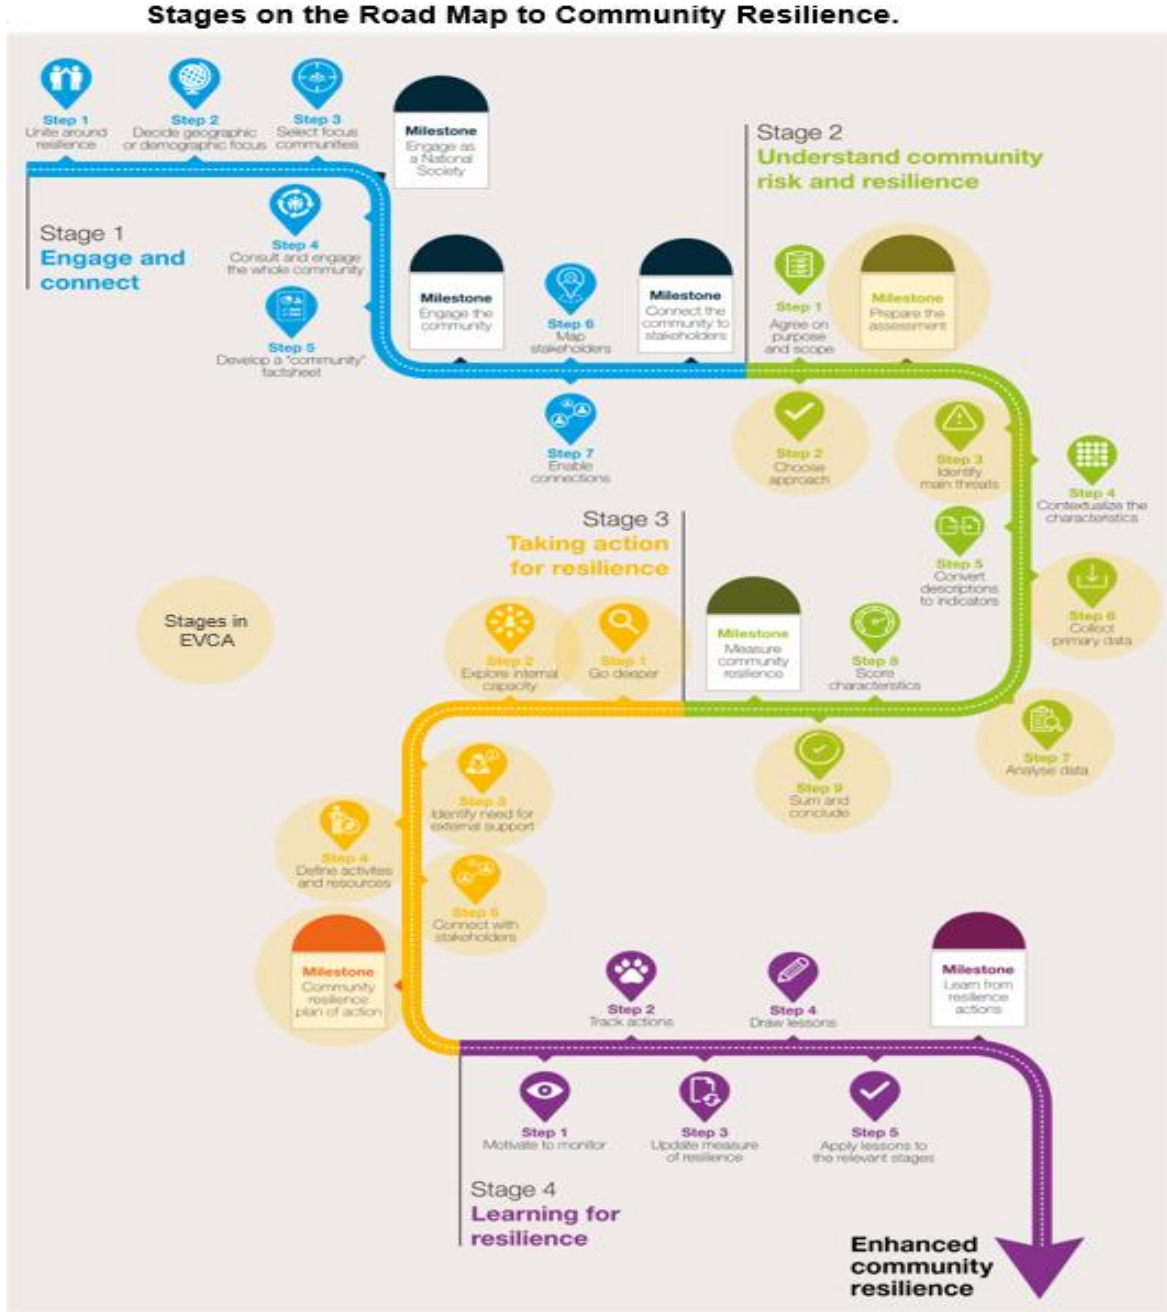 Stages on the Road Map to Community Resilience.
Step 1
Unite around
resilience
Step 2
Decide geographic
or demographic focus
Step 3
Select focus
communities
Milestone
Engage as
a National
Society
Stage 1
Engage and
connect
Step 4
Consult and engage
the whole community
Step 5
Develop a "community"
factsheet
Milestone
Engage the
community
Step 6
Map
stakeholders
Step 7
Enable
connections
Milestone
Connect the
community to
stakeholders
Stage 2
Understand community
risk and resilience
Step 1
Agree on
purpose
and scope
Milestone
Prepare the
assessment
Step 2
Choose
approach
Step 3
Identify
main threats
Step 4
Contextualize the
characteristics
Step 5
Convert
descriptions
to indicators
Step 6
Collect
primary data
Step 7
Analyse data
Step 8
Score
characteristics
Step 9
Sum and
conclude
Milestone
Measure
community
resilience
Stage 3
Taking action
for resilience
Stages in
EVCA
Step 1
Go deeper
Step 2
Explore internal
capacity
Step 3
Identify need for
external support
Step 4
Define activites
and resources
Step 5
Connect with
stakeholders
Milestone
Community
resilience
plan of action
Stage 4
Learning for
resilience
Step 1
Motivate to monitor
Step 2
Track actions
Step 3
Update measure
of resilience
Step 4
Draw lessons
Step 5
Apply lessons to
the relevant stages
Milestone
Learn from
resilience
actions
Enhanced
community
resilience